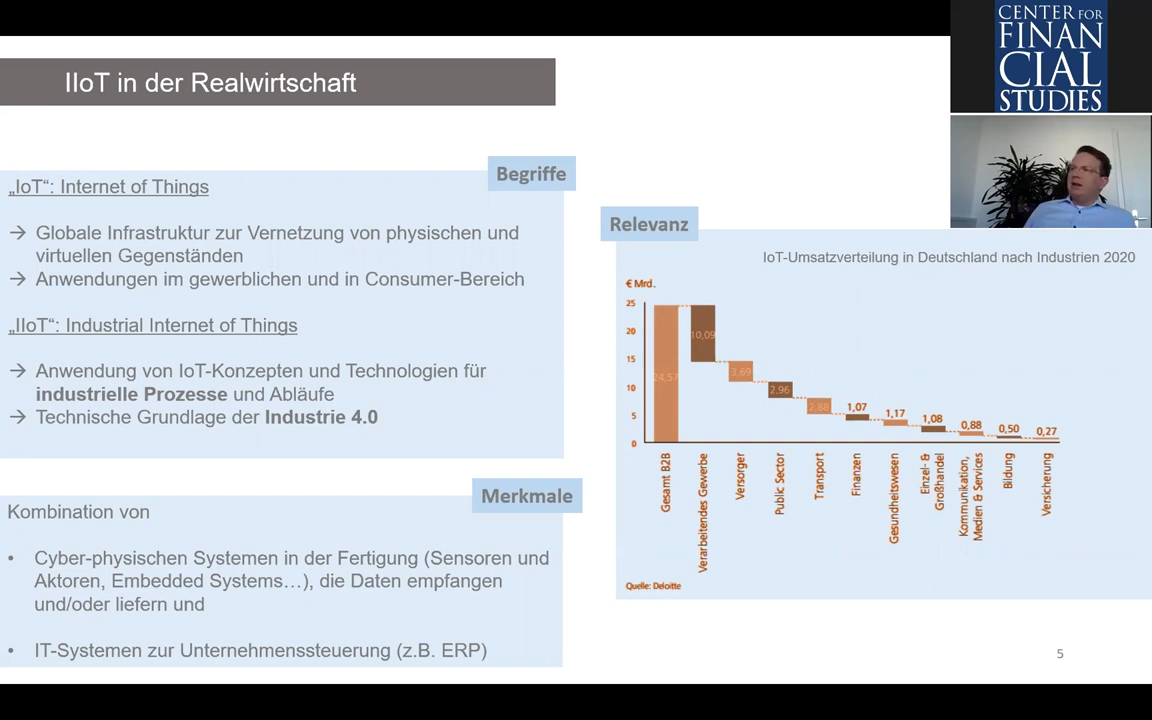 CENTER FOR
FINAN
CIAL
STUDIES
IIoT in der Realwirtschaft
Begriffe
„IoT“: Internet of Things
→ Globale Infrastruktur zur Vernetzung von physischen und
virtuellen Gegenständen
→ Anwendungen im gewerblichen und in Consumer-Bereich
„IIoT“: Industrial Internet of Things
→ Anwendung von IoT-Konzepten und Technologien für
industrielle Prozesse und Abläufe
→ Technische Grundlage der Industrie 4.0
Merkmale
Kombination von
• Cyber-physischen Systemen in der Fertigung (Sensoren und
Aktoren, Embedded Systems…), die Daten empfangen
und/oder liefern und
• IT-Systemen zur Unternehmenssteuerung (z.B. ERP)
Relevanz
IoT-Umsatzverteilung in Deutschland nach Industrien 2020
€ Mrd.
25
20
15
10
5
0
24,57
10,09
3,69
2,96
2,88
1,07
1,17
1,08
0,88
0,50
0,27
Gesamt B2B
Verarbeitendes Gewerbe
Versorger
Public Sector
Transport
Finanzen
Gesundheitswesen
Einzel- &
Großhandel
Kommunikation,
Medien & Services
Bildung
Versicherung
Quelle: Deloitte
5